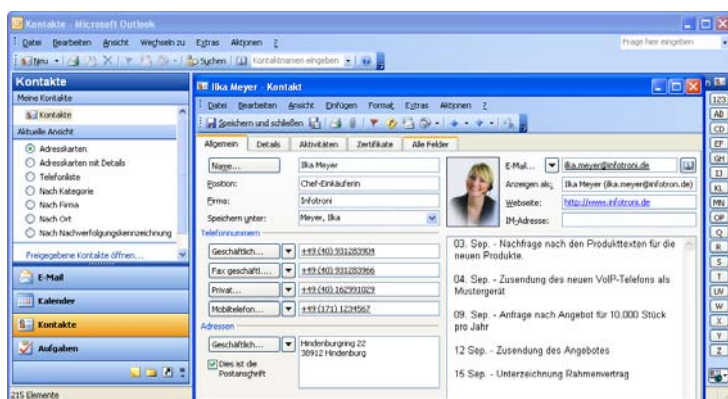 Kontakte - Microsoft Outlook
Datei Bearbeiten Ansicht Wechseln zu Extras Aktionen ?
Frage hier eingeben
Neu Suchen Kontaktnamen eingeben
Kontakte
Meine Kontakte
Kontakte
Aktuelle Ansicht
Adresskarten
Adresskarten mit Details
Telefonliste
Nach Kategorie
Nach Firma
Nach Ort
Nach Nachverfolgungskennzeichnung
Freigegebene Kontakte öffnen...
E-Mail
Kalender
Kontakte
Aufgaben
215 Elemente
Ilka Meyer - Kontakt
Datei Bearbeiten Ansicht Einfügen Format Extras Aktionen ?
Speichern und schließen
Allgemein Details Aktivitäten Zertifikate Alle Felder
Name... Ilka Meyer
Position: Chef-Einkäuferin
Firma: Infotroni
Speichern unter: Meyer, Ilka
Telefonnummern
Geschäftlich... +49 (40) 931283904
Fax geschäftl.... +49 (40) 931283966
Privat... +49 (40) 162991029
Mobiltelefon... +49 (171) 1234567
Adressen
Geschäftlich... Hindenburgring 22
38912 Hindenburg
Dies ist die
Postanschrift
E-Mail... ilka.meyer@infotroni.de
Anzeigen als: Ilka Meyer (ilka.meyer@infotron.de)
Webseite: http://www.infotroni.de
IM-Adresse:
03. Sep. - Nachfrage nach den Produkttexten für die
neuen Produkte.
04. Sep. - Zusendung des neuen VoIP-Telefons als
Mustergerät
09. Sep. - Anfrage nach Angebot für 10.000 Stück
pro Jahr
12 Sep. - Zusendung des Angebotes
15 Sep. - Unterzeichnung Rahmenvertrag
123
AD
CD
EF
GH
IJ
KL
MN
OP
Q
R
S
T
UV
W
X
Y
Z